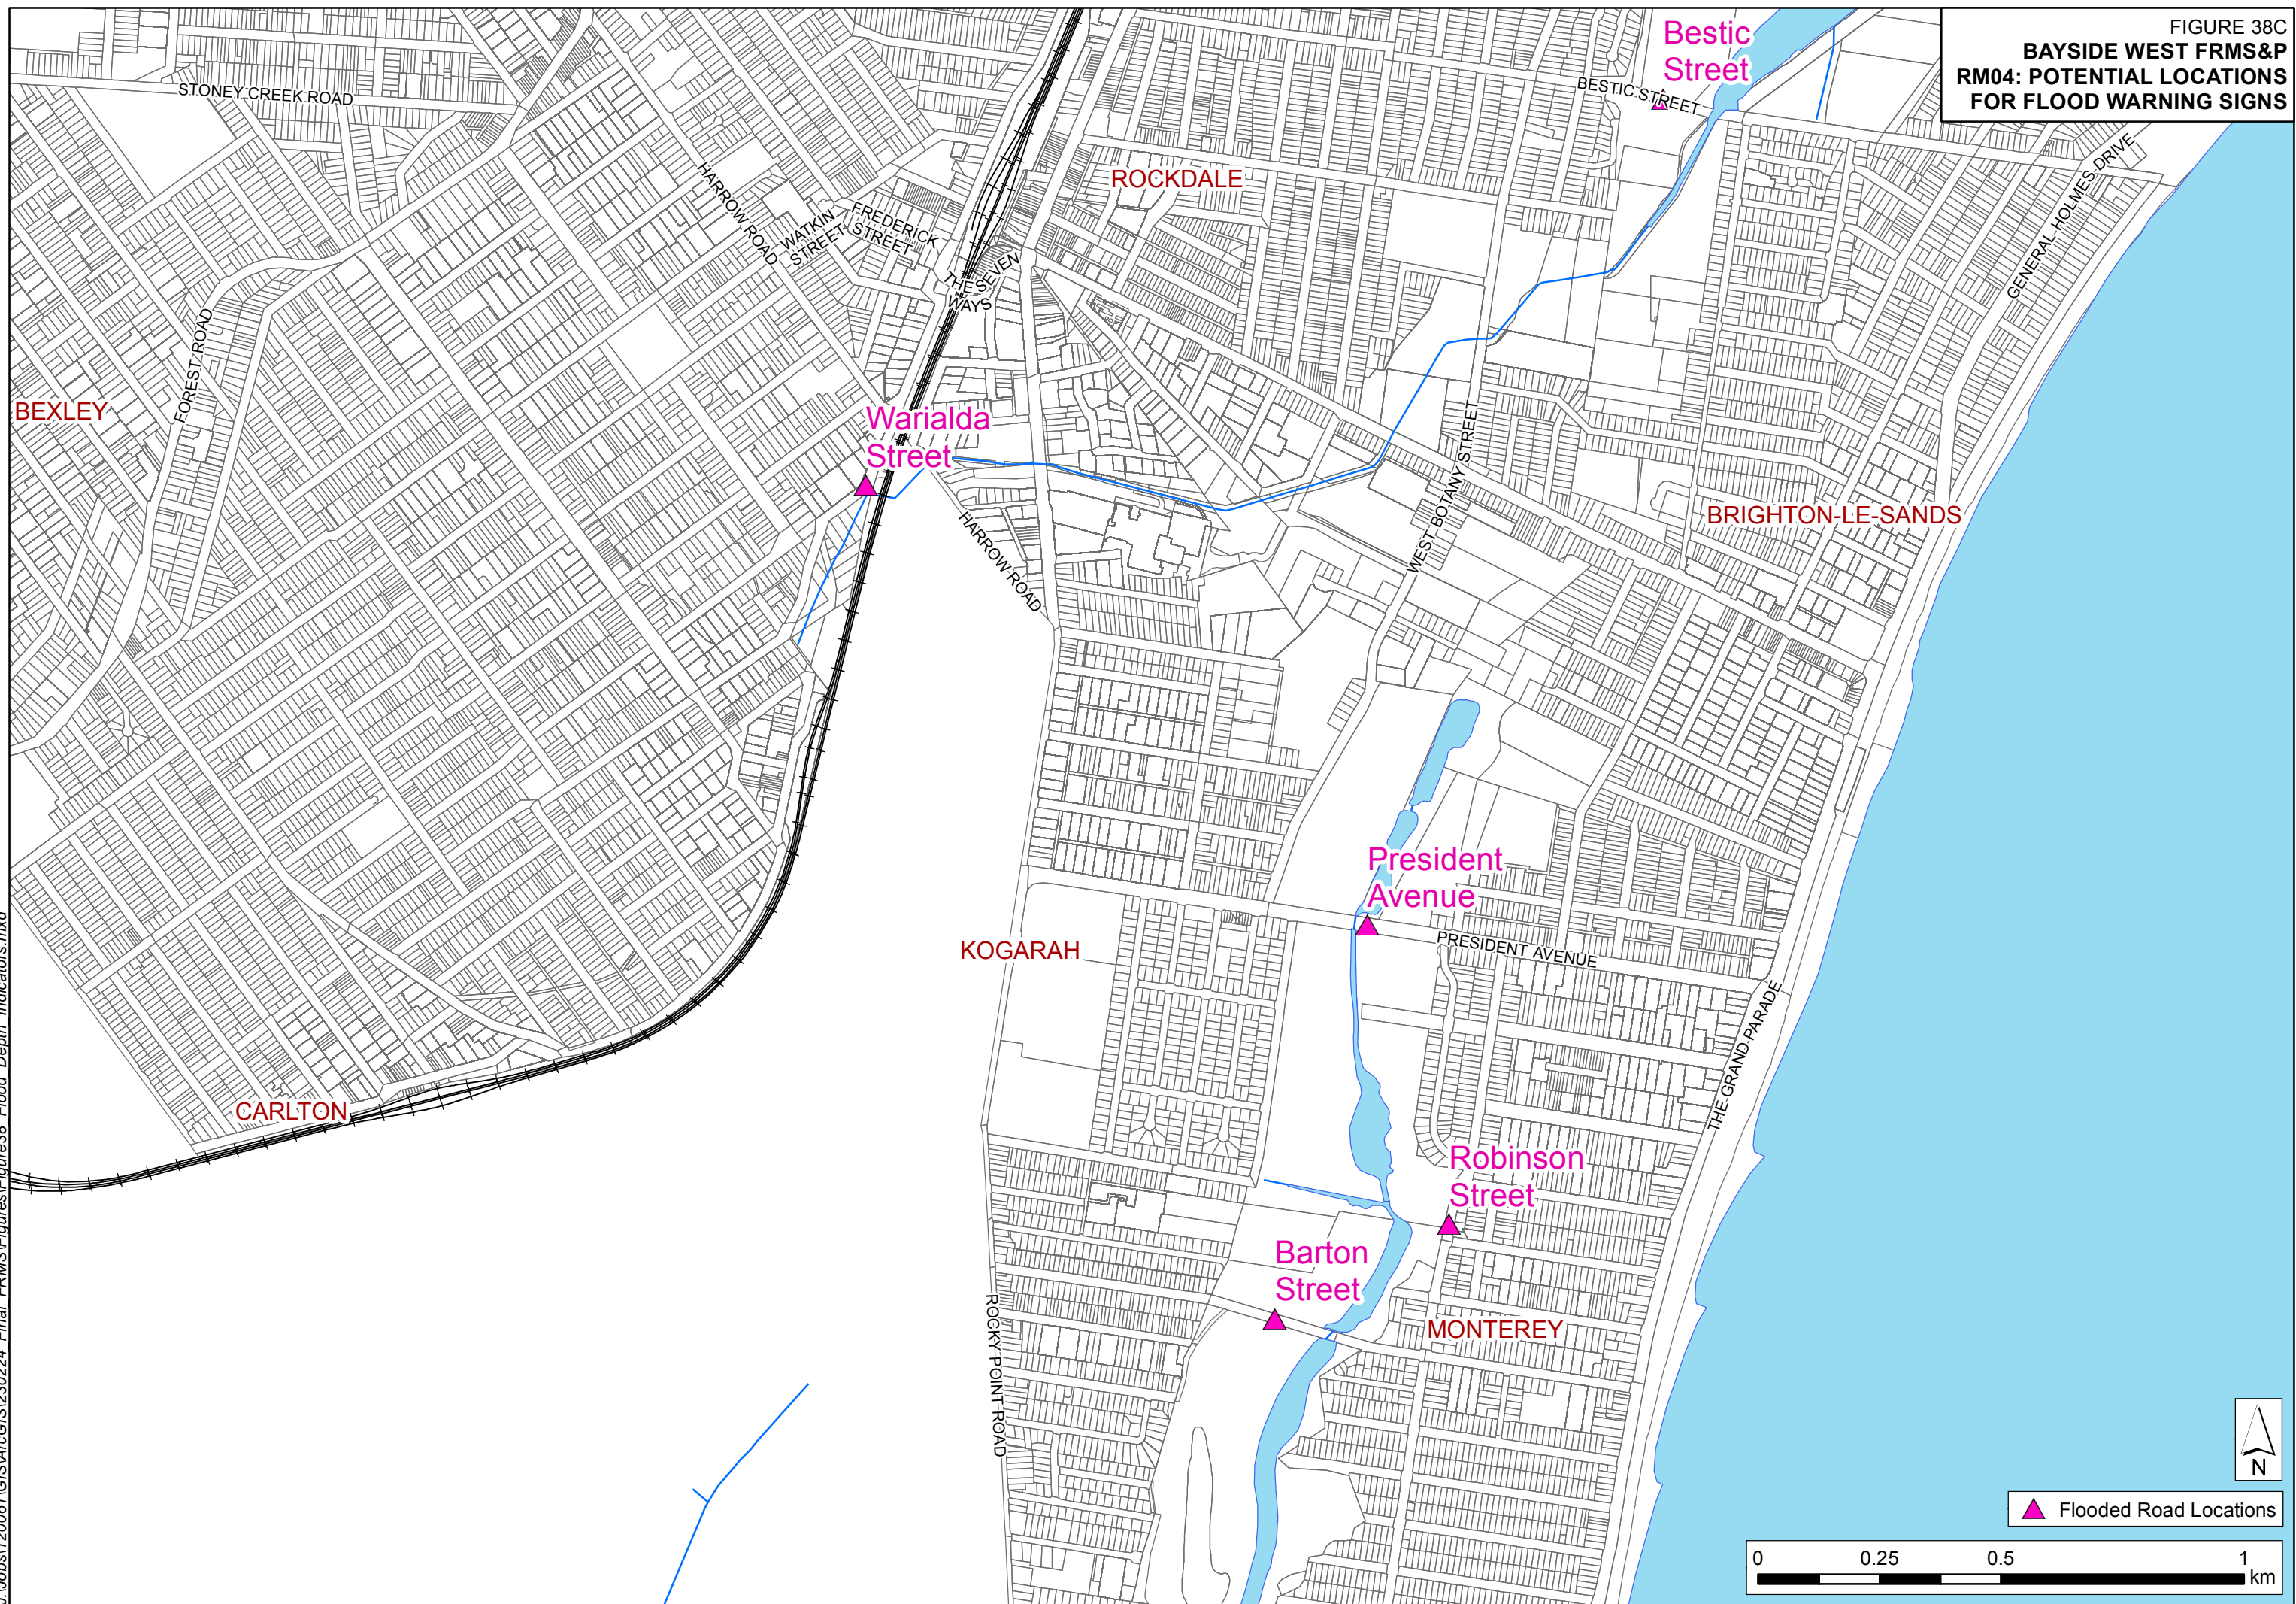 FIGURE 38C
BAYSIDE WEST FRMS&P
RM04: POTENTIAL LOCATIONS
FOR FLOOD WARNING SIGNS
Bestic
Street
BESTIC STREET
STONEY CREEK ROAD
ROCKDALE
HARROW ROAD
WATKIN
STREET
FREDERICK
STREET
THE SEVEN
WAYS
GENERAL HOLMES DRIVE
FOREST ROAD
BEXLEY
Warialda
Street
WEST BOTANY STREET
BRIGHTON-LE-SANDS
HARROW ROAD
President
Avenue
PRESIDENT AVENUE
KOGARAH
THE GRAND PARADE
CARLTON
Robinson
Street
Barton
Street
MONTEREY
ROCKY POINT ROAD
N
Flooded Road Locations
0 0.25 0.5 1
km